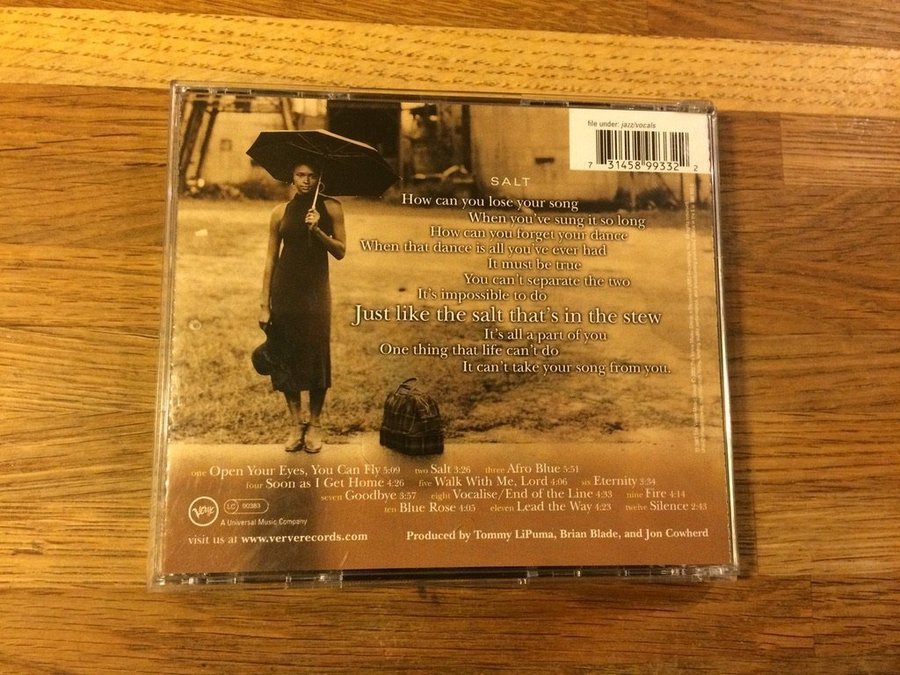 file under: jazz/vocals
7 31458 99332 2
SALT
How can you lose your song
When you've sung it so long
How can you forget your dance
When that dance is all you've ever had
It must be true
You can't separate the two
It's impossible to do
Just like the salt that's in the stew
It's all a part of you
One thing that life can't do
It can't take your song from you.
one Open Your Eyes, You Can Fly 5:09 two Salt 3:26 three Afro Blue 5:51
four Soon as I Get Home 4:26 five Walk With Me, Lord 4:06 six Eternity 3:34
seven Goodbye 3:57 eight Vocalise/End of the Line 4:33 nine Fire 4:14
ten Blue Rose 4:05 eleven Lead the Way 4:23 twelve Silence 2:43
Verve
LC 00383
A Universal Music Company
visit us at www.ververecords.com
Produced by Tommy LiPuma, Brian Blade, and Jon Cowherd